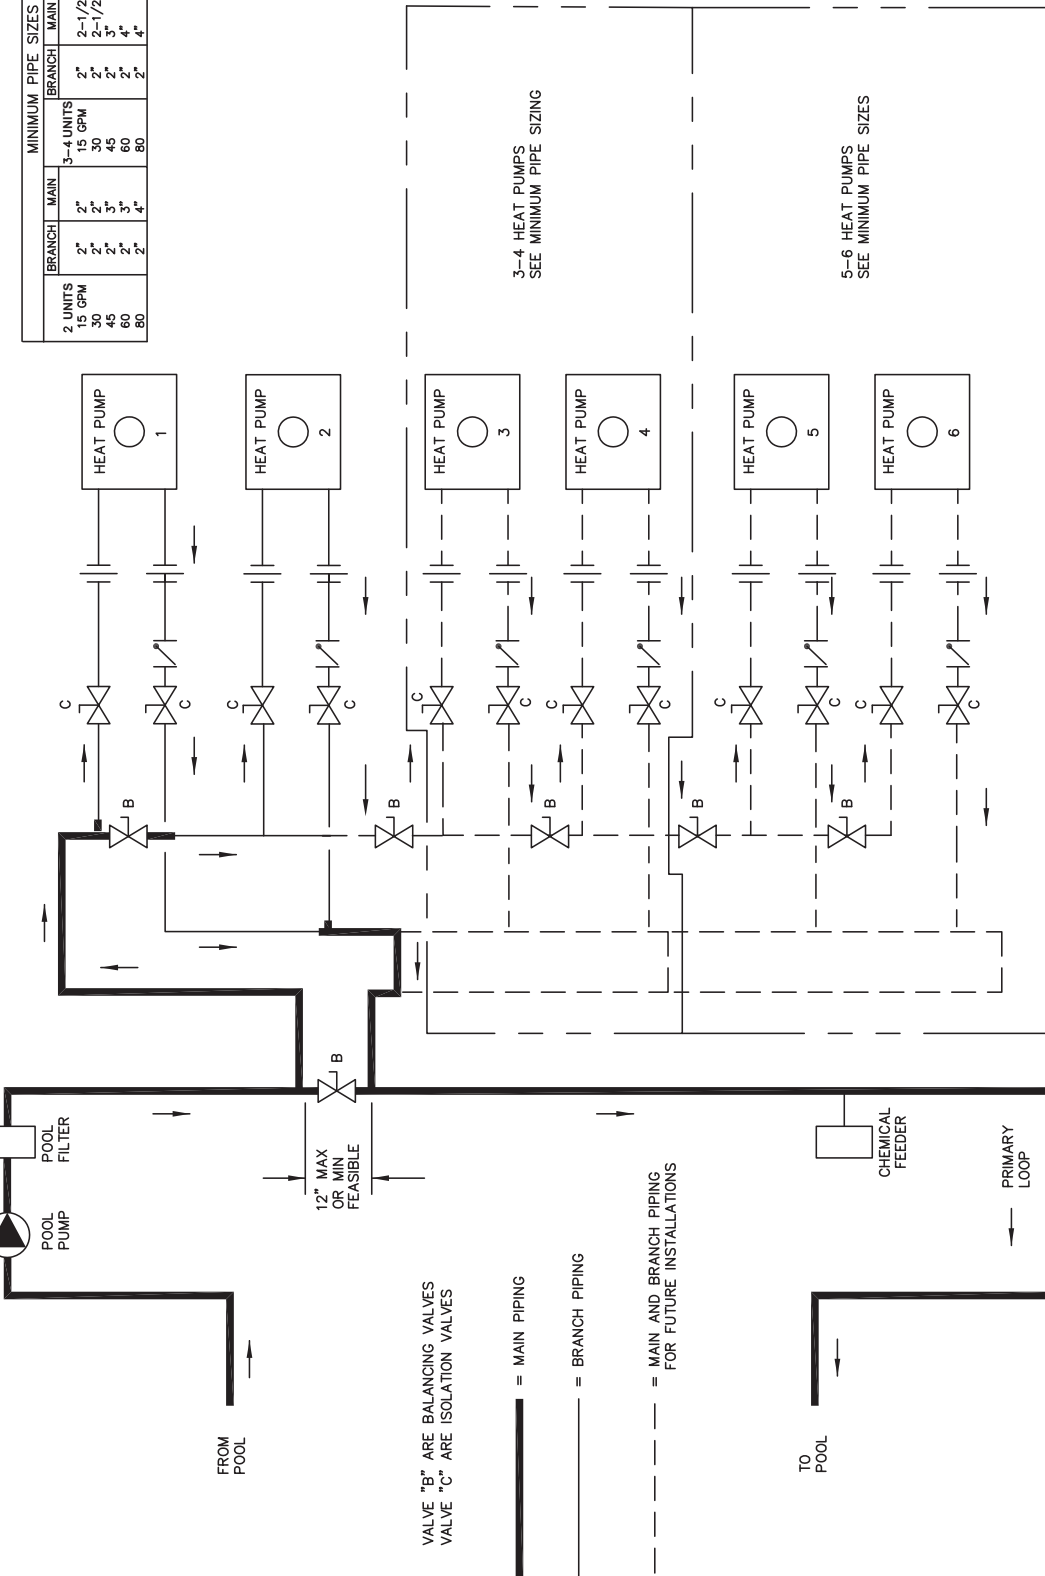 MINIMUM PIPE SIZES
BRANCH MAIN BRANCH MAIN
2 UNITS 3-4 UNITS
15 GPM 2" 2" 15 GPM 2" 2-1/2
30 2" 2" 30 2" 2-1/2
45 2" 3" 45 2" 3"
60 2" 3" 60 2" 4"
80 2" 4" 80 2" 4"
POOL
PUMP
POOL
FILTER
C
HEAT PUMP
1
B
C
FROM
POOL
C
HEAT PUMP
2
12" MAX
OR MIN
FEASIBLE
B
C
B
C
HEAT PUMP
3
C
VALVE "B" ARE BALANCING VALVES
VALVE "C" ARE ISOLATION VALVES
3-4 HEAT PUMPS
SEE MINIMUM PIPE SIZING
= MAIN PIPING
B
C
HEAT PUMP
4
C
= BRANCH PIPING
= MAIN AND BRANCH PIPING
FOR FUTURE INSTALLATIONS
B
C
HEAT PUMP
5
C
TO
POOL
5-6 HEAT PUMPS
SEE MINIMUM PIPE SIZES
B
C
HEAT PUMP
6
C
CHEMICAL
FEEDER
PRIMARY
LOOP